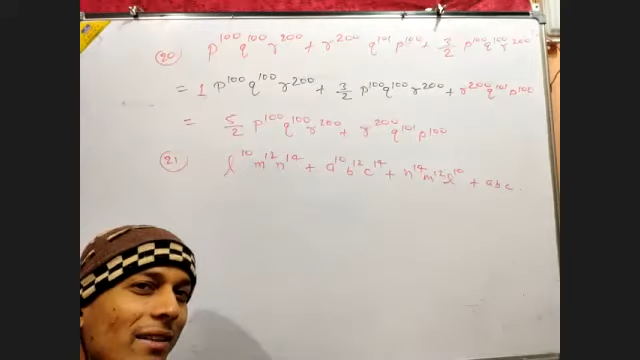 20) p^100 q^100 r^200 + r^200 q^101 p^100 + 3/2 p^100 q^100 r^200
= 1 p^100 q^100 r^200 + 3/2 p^100 q^100 r^200 + r^200 q^101 p^100
= 5/2 p^100 q^100 r^200 + r^200 q^101 p^100
21) l^10 m^12 n^14 + a^10 b^12 c^14 + n^14 m^12 l^10 + abc